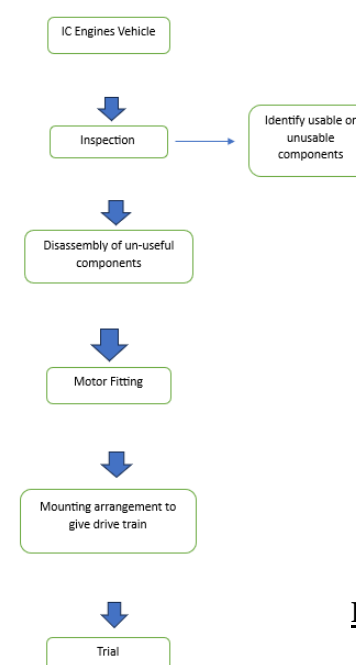 IC Engines Vehicle
Inspection
Identify usable or
unusable
components
Disassembly of un-useful
components
Motor Fitting
Mounting arrangement to
give drive train
Trial